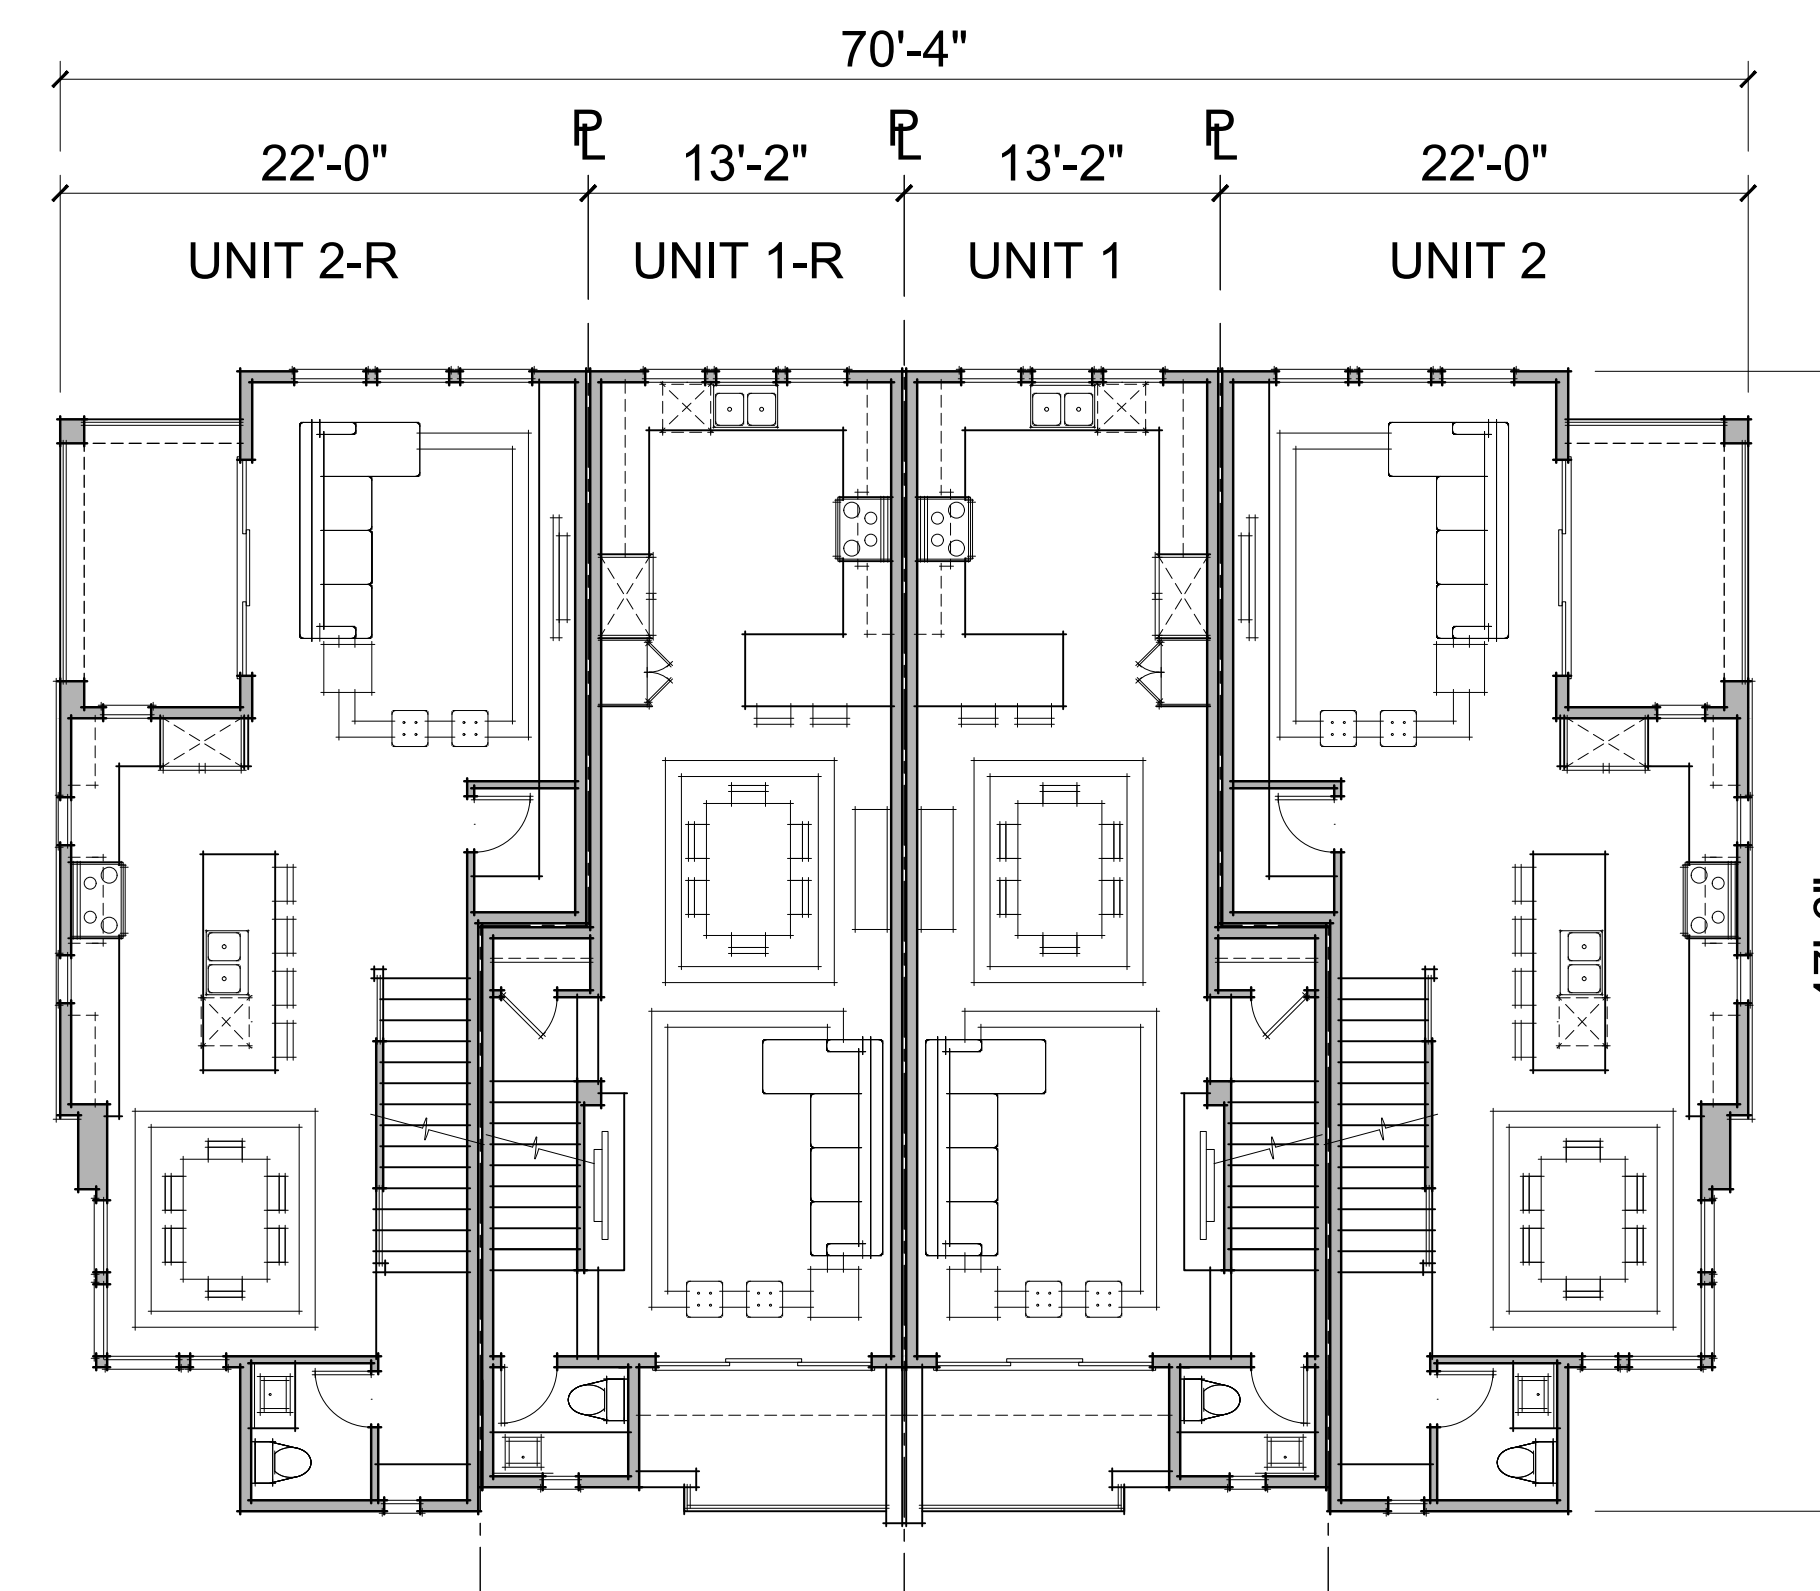 70'-4"
PL PL PL
22'-0" 13'-2" 13'-2" 22'-0"
UNIT 2-R UNIT 1-R UNIT 1 UNIT 2